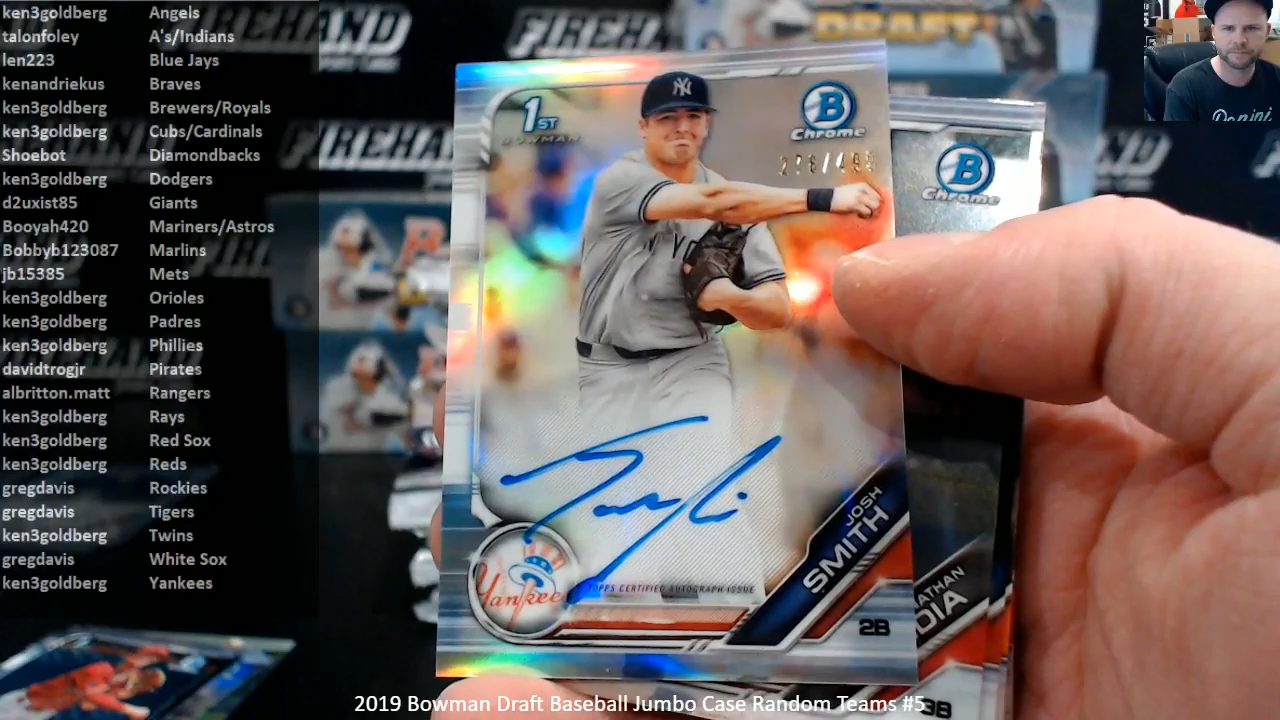 ken3goldberg Angels
talonfoley A's/Indians
len223 Blue Jays
kenandriekus Braves
ken3goldberg Brewers/Royals
ken3goldberg Cubs/Cardinals
Shoebot Diamondbacks
ken3goldberg Dodgers
d2uxist85 Giants
Booyah420 Mariners/Astros
Bobbyb123087 Marlins
jb15385 Mets
ken3goldberg Orioles
ken3goldberg Padres
ken3goldberg Phillies
davidtrogjr Pirates
albritton.matt Rangers
ken3goldberg Rays
ken3goldberg Red Sox
ken3goldberg Reds
gregdavis Rockies
gregdavis Tigers
ken3goldberg Twins
gregdavis White Sox
ken3goldberg Yankees
FIREHAND
DRAFT
1ST
BOWMAN
B
Chrome
NY
B
Chrome
Yankees
TOPPS CERTIFIED AUTOGRAPH ISSUE
JOSH
SMITH
2B
3B
2019 Bowman Draft Baseball Jumbo Case Random Teams #5